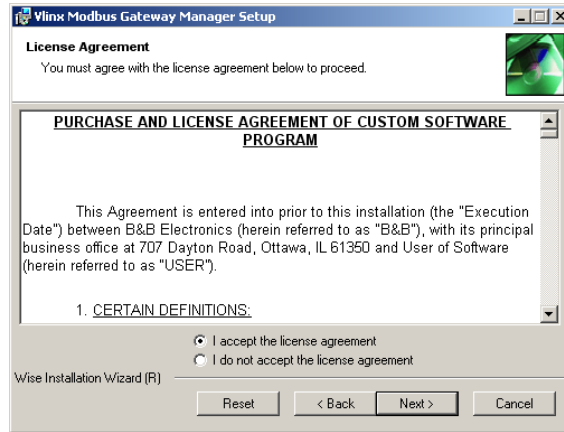 Vlinx Modbus Gateway Manager Setup
License Agreement
You must agree with the license agreement below to proceed.
PURCHASE AND LICENSE AGREEMENT OF CUSTOM SOFTWARE
PROGRAM
This Agreement is entered into prior to this installation (the "Execution
Date") between B&B Electronics (herein referred to as "B&B"), with its principal
business office at 707 Dayton Road, Ottawa, IL 61350 and User of Software
(herein referred to as "USER").
1. CERTAIN DEFINITIONS:
I accept the license agreement
I do not accept the license agreement
Wise Installation Wizard (R)
Reset
< Back
Next >
Cancel